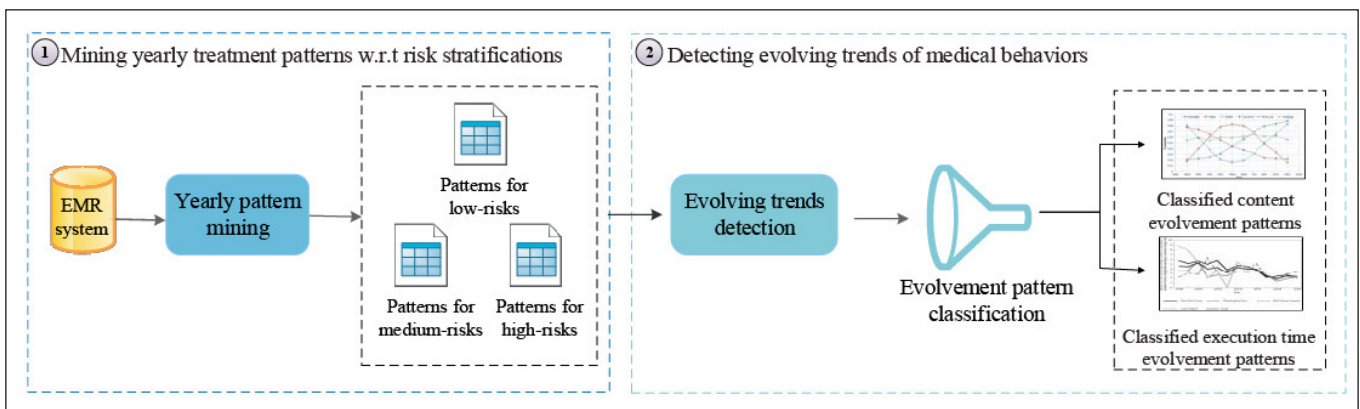 1 Mining yearly treatment patterns w.r.t risk stratifications
EMR
system
Yearly pattern
mining
Patterns for
low-risks
Patterns for
medium-risks
Patterns for
high-risks
2 Detecting evolving trends of medical behaviors
Evolving trends
detection
Evolvement pattern
classification
Classified content
evolvement patterns
Classified execution time
evolvement patterns